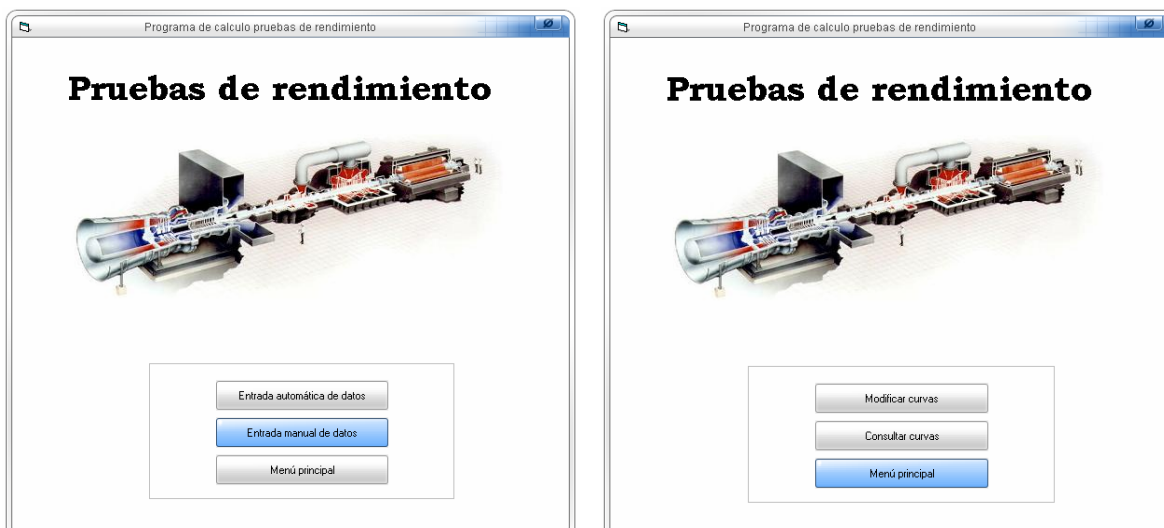 Programa de calculo pruebas de rendimiento
Pruebas de rendimiento
Entrada automática de datos
Entrada manual de datos
Menú principal
Programa de calculo pruebas de rendimiento
Pruebas de rendimiento
Modificar curvas
Consultar curvas
Menú principal